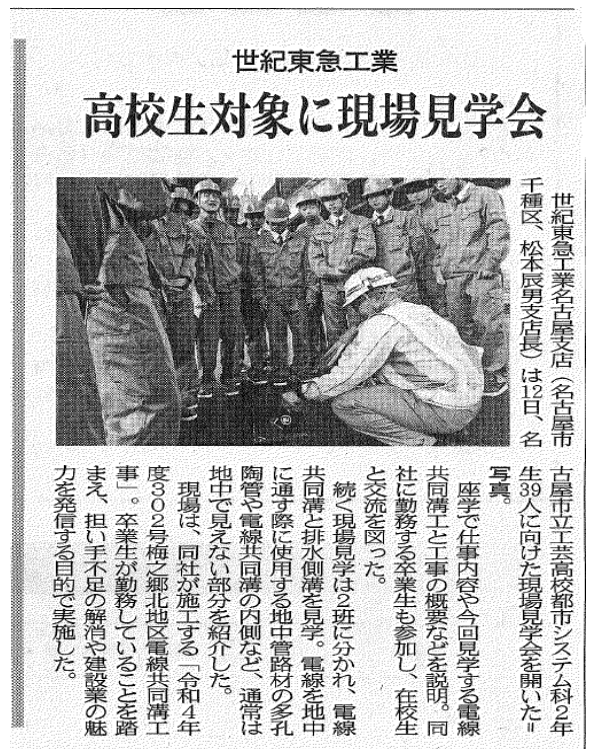 世紀東急工業
高校生対象に現場見学会
世紀東急工業名古屋支店（名古屋市
千種区、松本辰男支店長）は12日、名
古屋市立工芸高校都市システム科2年
生39人に向けた現場見学会を開いた＝
写真。
座学で仕事内容や今回見学する電線
共同溝工と工事の概要などを説明。同
社に勤務する卒業生も参加し、在校生
と交流を図った。
続く現場見学は2班に分かれ、電線
共同溝と排水側溝を見学。電線を地中
に通す際に使用する地中管路材の多孔
陶管や電線共同溝の内側など、通常は
地中で見えない部分を紹介した。
現場は、同社が施工する「令和4年
度302号梅之郷北地区電線共同溝工
事」。卒業生が勤務していることを踏
まえ、担い手不足の解消や建設業の魅
力を発信する目的で実施した。